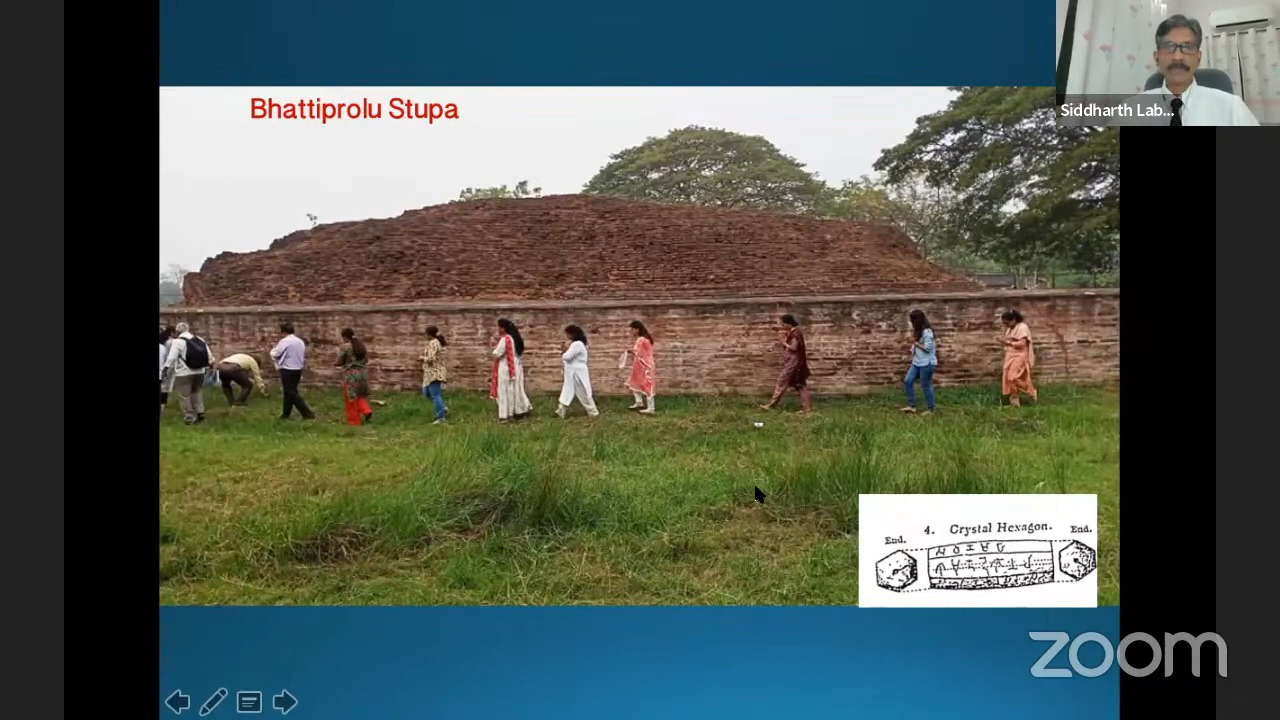 Bhattiprolu Stupa
Siddharth Lab...
4. Crystal Hexagon.
End.
End.
zoom